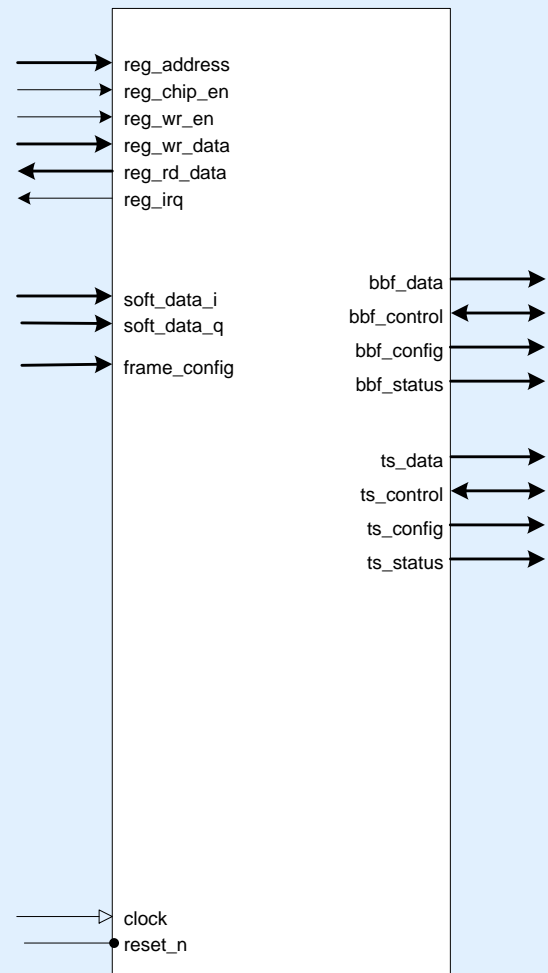 reg_address
reg_chip_en
reg_wr_en
reg_wr_data
reg_rd_data
reg_irq
soft_data_i
soft_data_q
frame_config
bbf_data
bbf_control
bbf_config
bbf_status
ts_data
ts_control
ts_config
ts_status
clock
reset_n